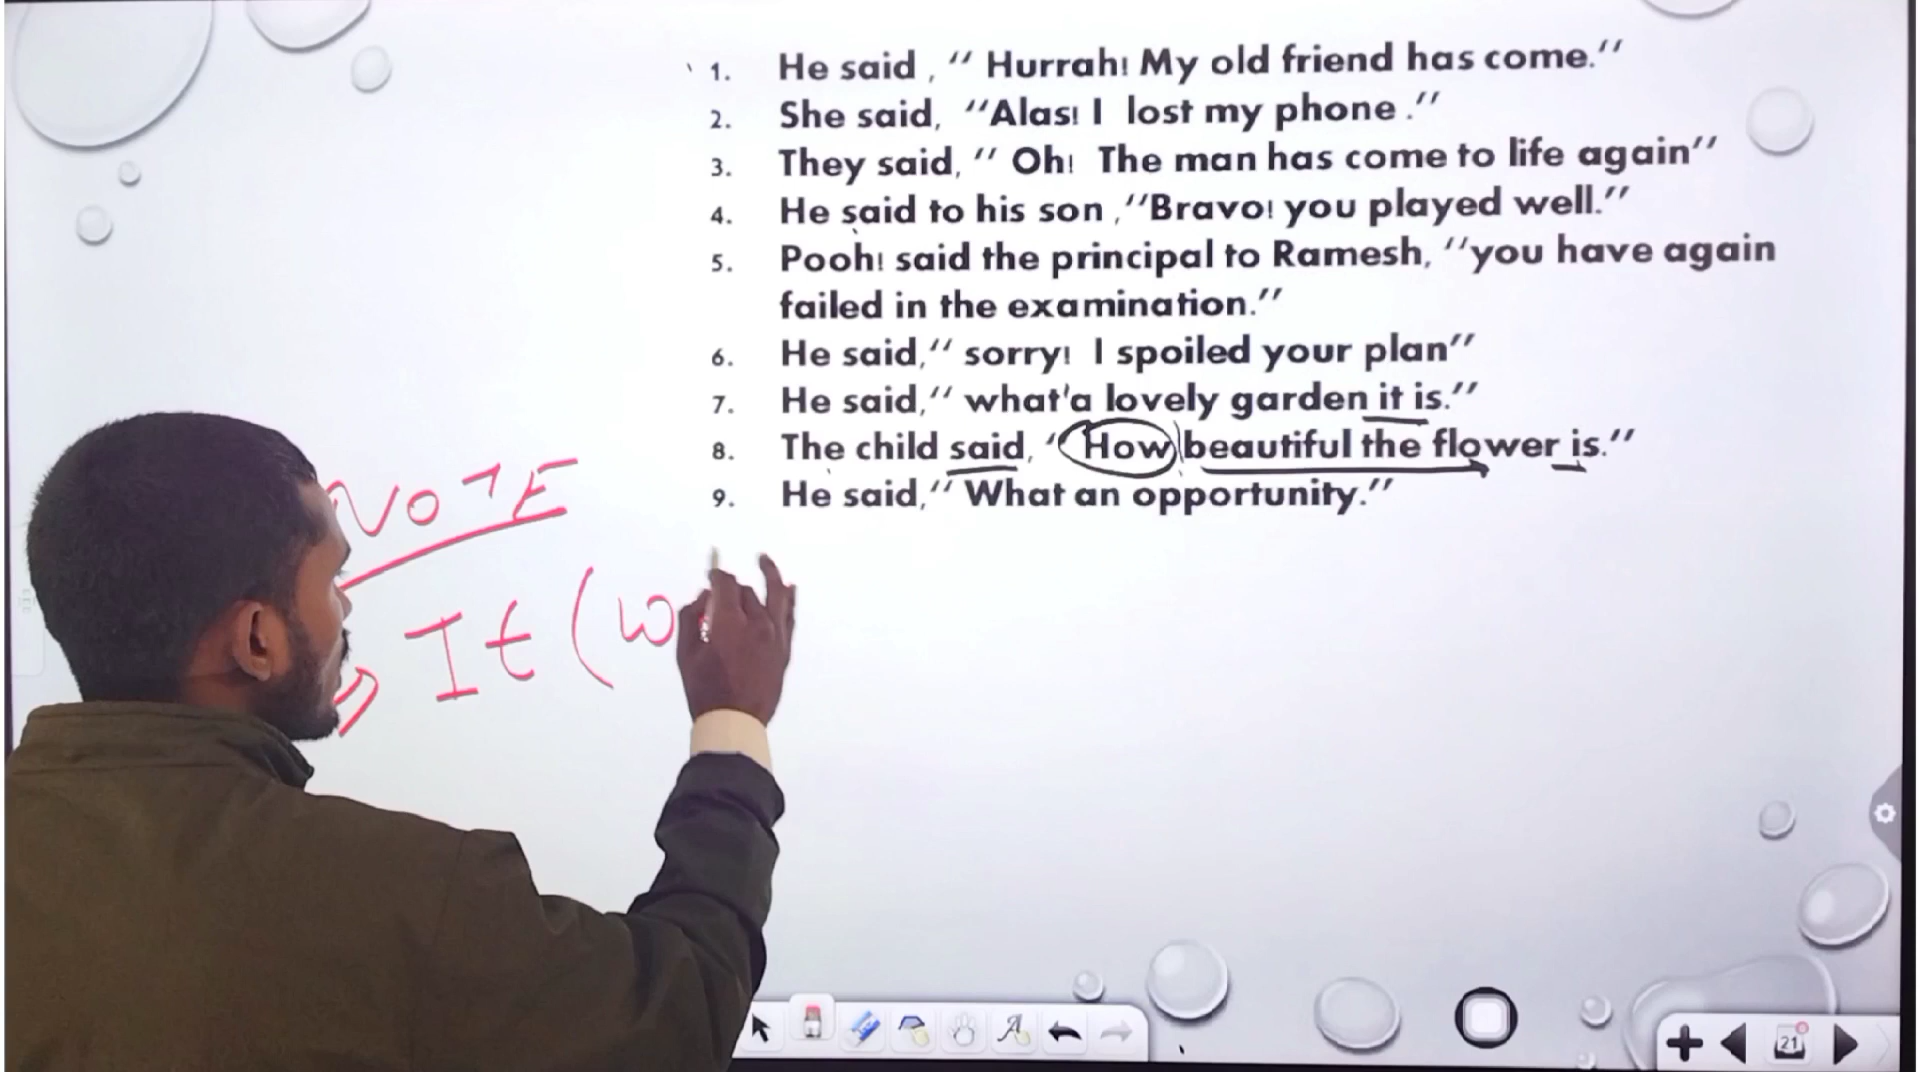 1. He said , “ Hurrah! My old friend has come.”
2. She said, “Alas! I lost my phone .”
3. They said, “ Oh! The man has come to life again”
4. He said to his son ,“Bravo! you played well.”
5. Pooh! said the principal to Ramesh, “you have again
failed in the examination.”
6. He said,“ sorry! I spoiled your plan”
7. He said,“ what'a lovely garden it is.”
8. The child said, “ How beautiful the flower is.”
9. He said,“ What an opportunity.”
NOTE
It (w
21